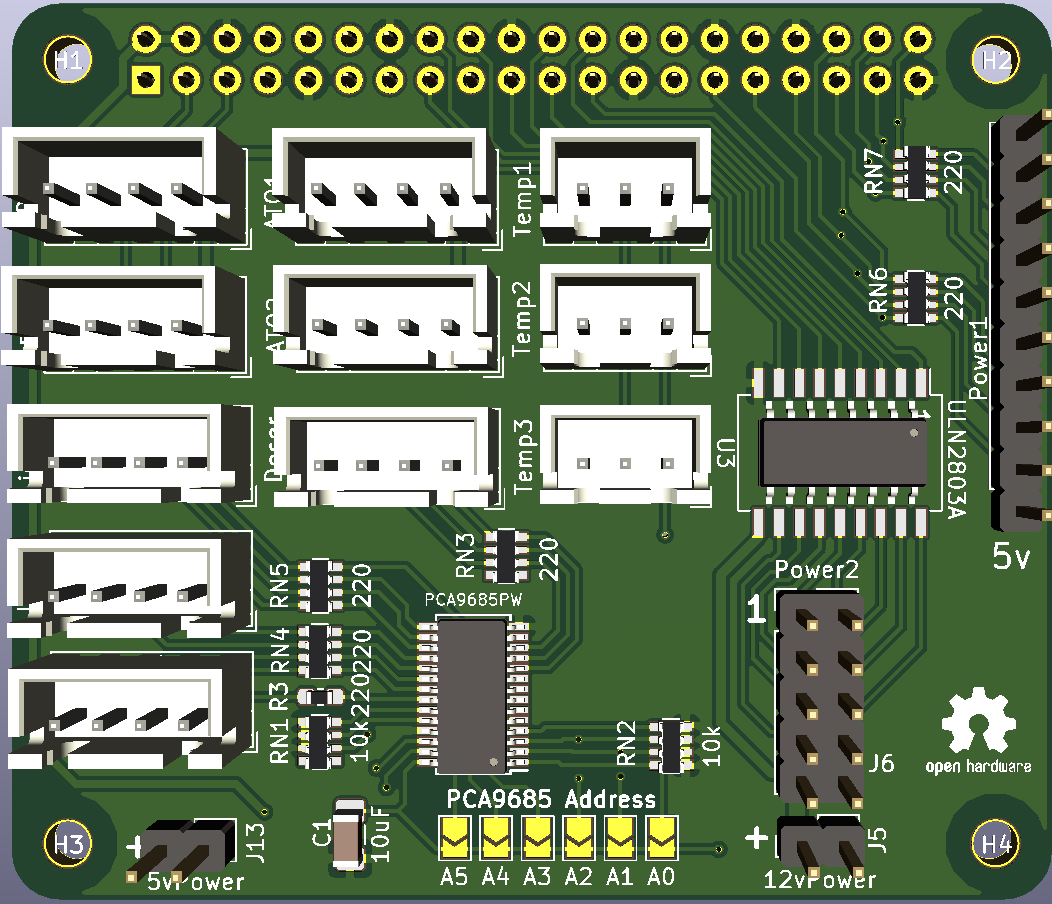 H1
H2
RN7
220
ATO1
Temp1
RN6
220
Temp2
Power1
Temp3
U3
ULN2803A
RN3
220
5v
RN5
220
PCA9685PW
Power2
1
RN4
220
R3
220
RN1
10k
RN2
10k
J6
open hardware
PCA9685 Address
C1
10uF
H3
+
J13
5vPower
A5 A4 A3 A2 A1 A0
+
J5
12vPower
H4